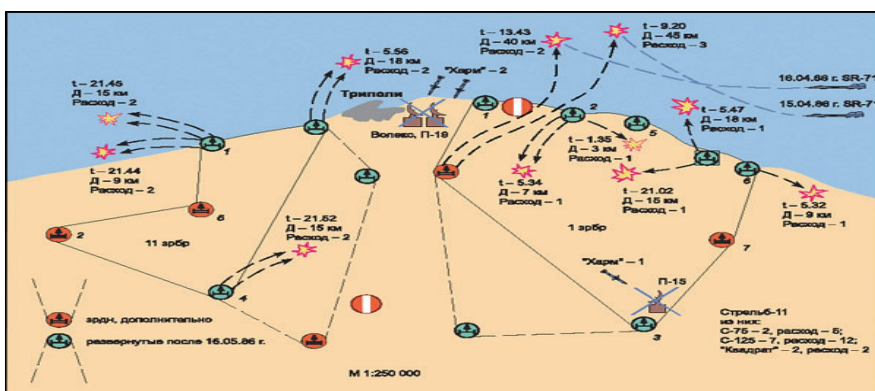 t – 13.43
Д – 40 км
Расход – 2
t – 9.20
Д – 45 км
Расход – 3
t – 5.56
Д – 18 км
Расход – 2
"Харм" – 2
16.04.86 г. SR-71
15.04.86 г. SR-71
t – 21.45
Д – 15 км
Расход – 2
Триполи
Волекс, П-19
t – 5.47
Д – 18 км
Расход – 1
1
2
5
1
t – 1.35
Д – 3 км
Расход – 1
t – 21.44
Д – 9 км
Расход – 2
t – 5.34
Д – 7 км
Расход – 1
t – 21.02
Д – 15 км
Расход – 1
6
t – 5.32
Д – 9 км
Расход – 1
5
2
11 зрбр
t – 21.52
Д – 15 км
Расход – 2
1 зрбр
7
"Харм" – 1
П-15
4
3
зрдн, дополнительно
развернутые после 16.05.86 г.
Стрельб-11
из них:
С-75 – 2, расход – 5;
С-125 – 7, расход – 12;
"Квадрат" – 2, расход – 2
М 1:250 000